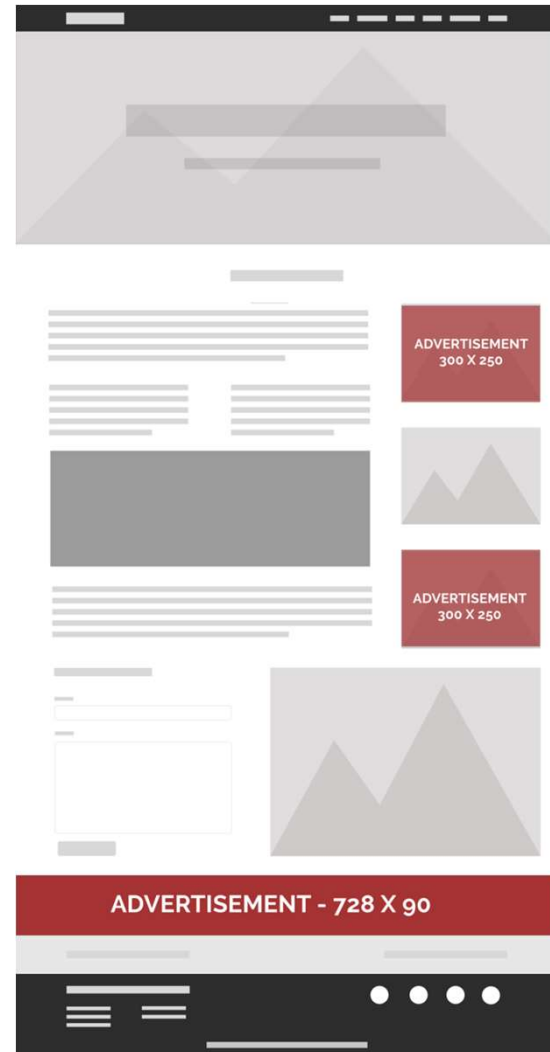 ADVERTISEMENT
300 X 250
ADVERTISEMENT
300 X 250
ADVERTISEMENT - 728 X 90